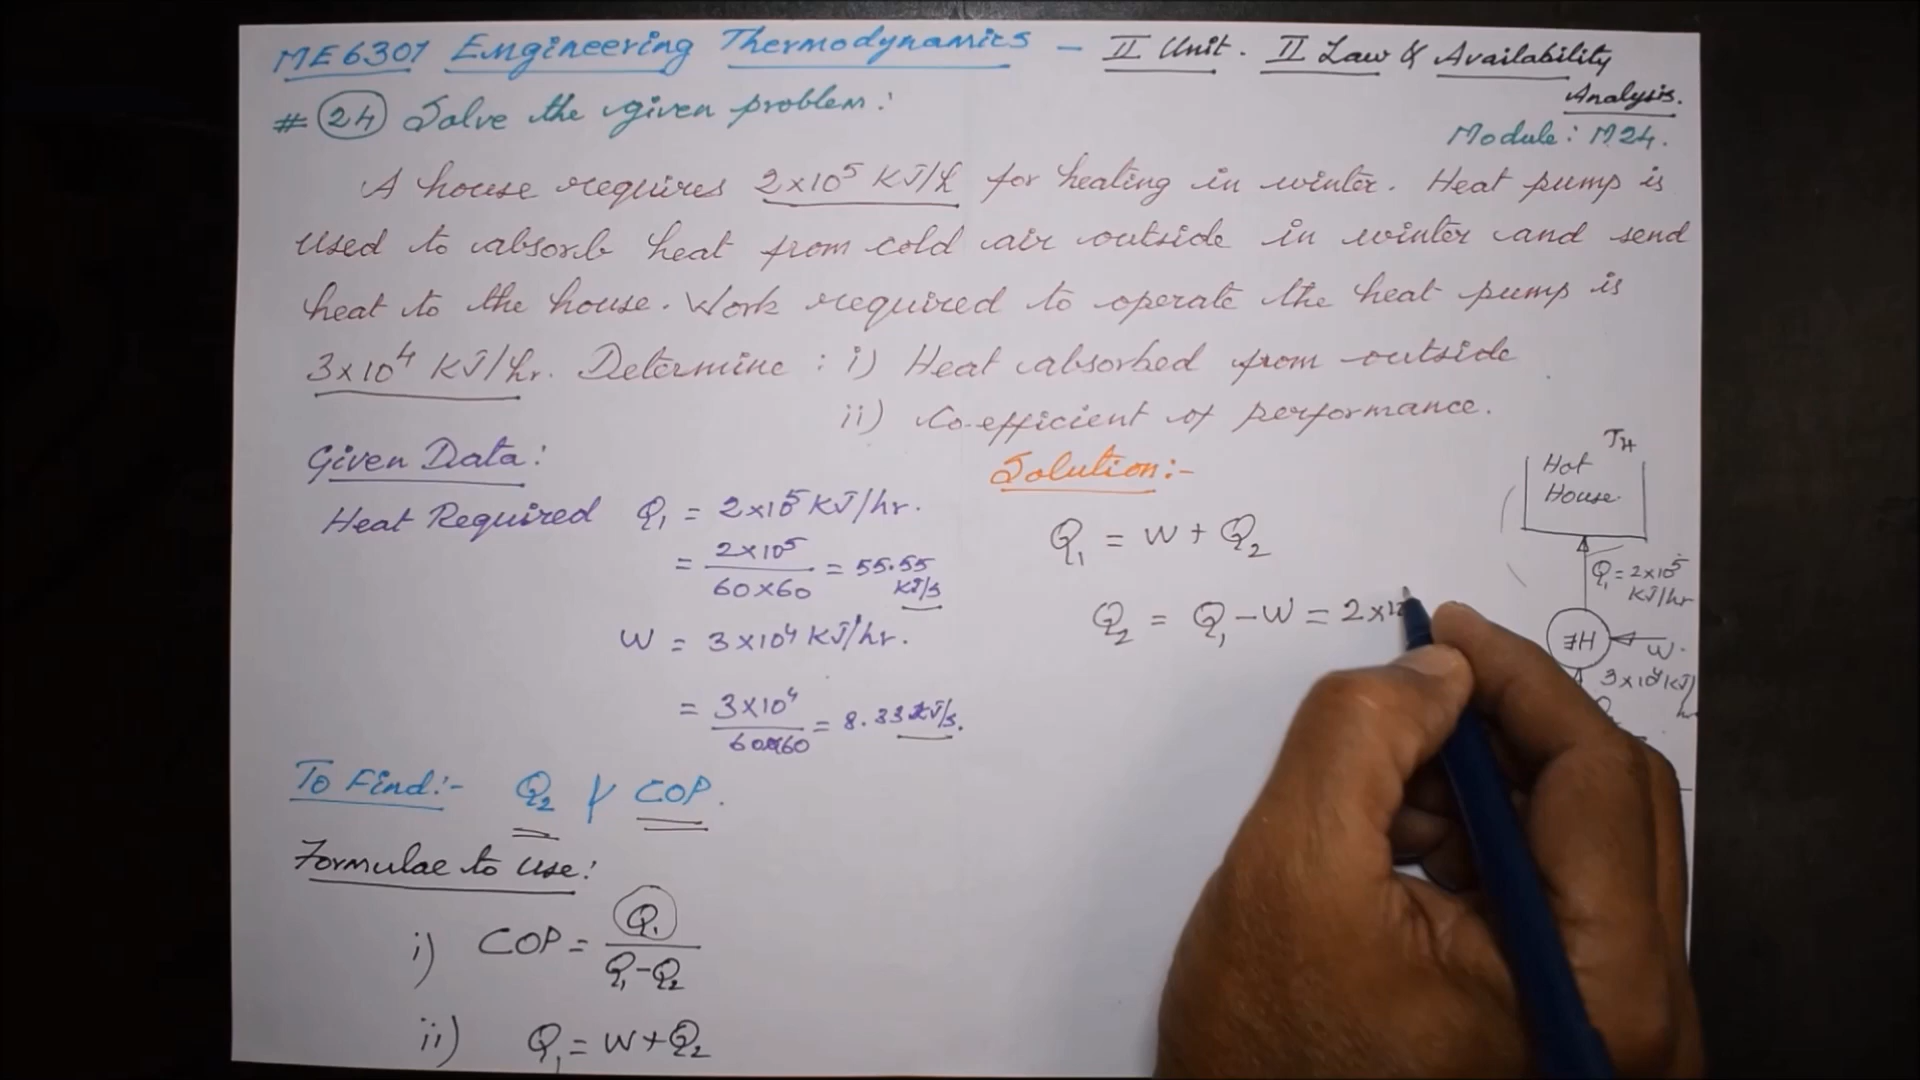 ME6301 Engineering Thermodynamics - II Unit. II Law & Availability
Analysis.
# 24 Solve the given problem:
Module: M24.
A house requires 2×10⁵ KJ/h for heating in winter. Heat pump is
used to absorb heat from cold air outside in winter and send
heat to the house. Work required to operate the heat pump is
3×10⁴ KJ/hr. Determine: i) Heat absorbed from outside
ii) Co-efficient of performance.
Given Data:
Heat Required Q₁ = 2×10⁵ KJ/hr.
= 2×10⁵ / 60×60 = 55.55 KJ/s
W = 3×10⁴ KJ/hr.
= 3×10⁴ / 60×60 = 8.33 KJ/s.
To Find:- Q₂ & COP.
Formulae to use:
i) COP = Q₁ / Q₁-Q₂
ii) Q₁ = W+Q₂
Solution:-
Q₁ = W + Q₂
Q₂ = Q₁ - W = 2×10
T_H
Hot
House
Q₁ = 2×10⁵
KJ/hr
W.
3×10⁴ KJ/